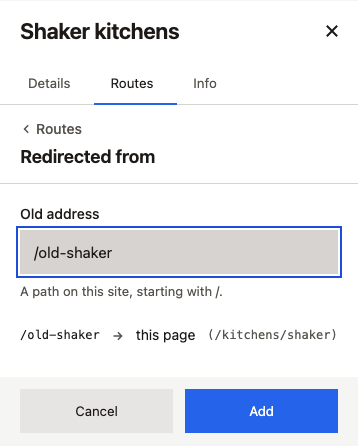 Shaker kitchens
Details Routes Info
Routes
Redirected from
Old address
/old-shaker
A path on this site, starting with /.
/old-shaker → this page (/kitchens/shaker)
Cancel Add